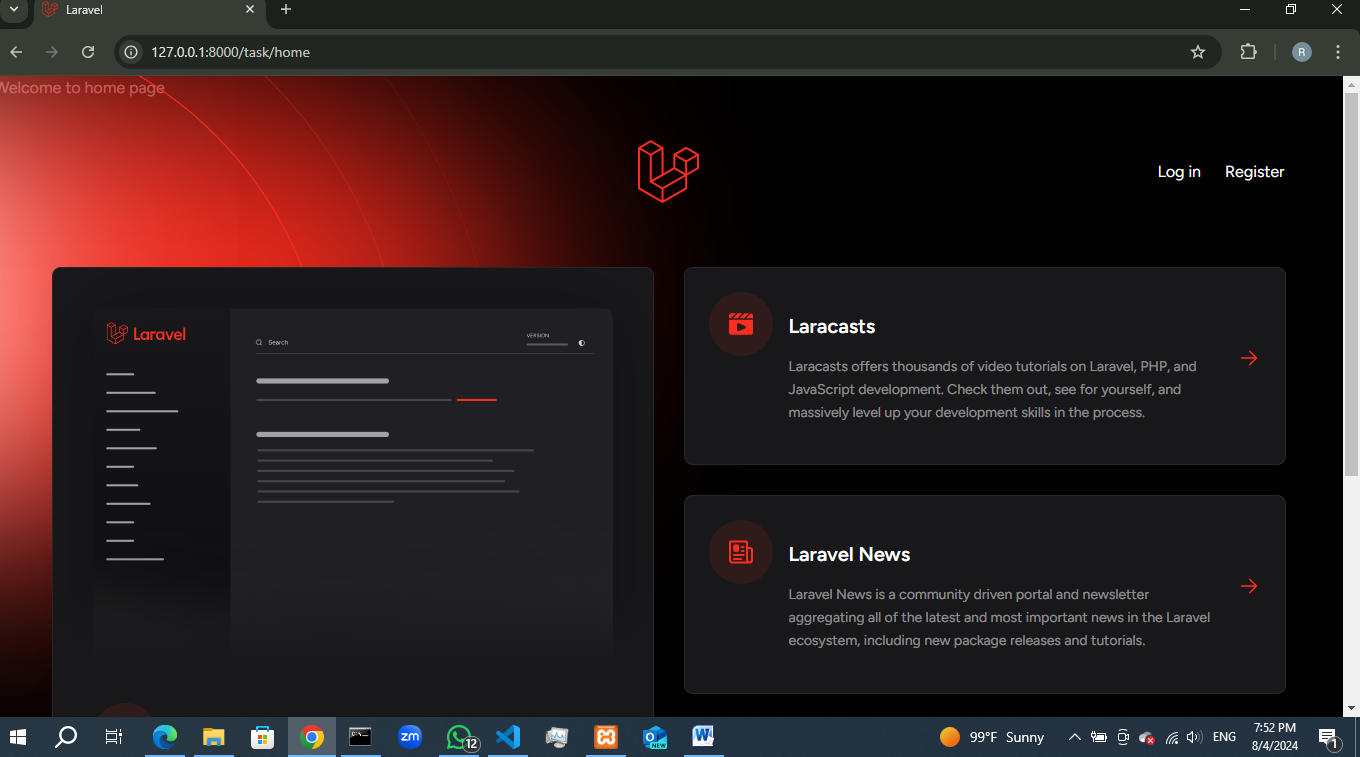 Laravel
127.0.0.1:8000/task/home
R
Welcome to home page
Log in Register
Laravel
Search
VERSION
Laracasts
Laracasts offers thousands of video tutorials on Laravel, PHP, and
JavaScript development. Check them out, see for yourself, and
massively level up your development skills in the process.
Laravel News
Laravel News is a community driven portal and newsletter
aggregating all of the latest and most important news in the Laravel
ecosystem, including new package releases and tutorials.
zm
12
NEW
W
99°F Sunny
ENG
7:52 PM
8/4/2024
1